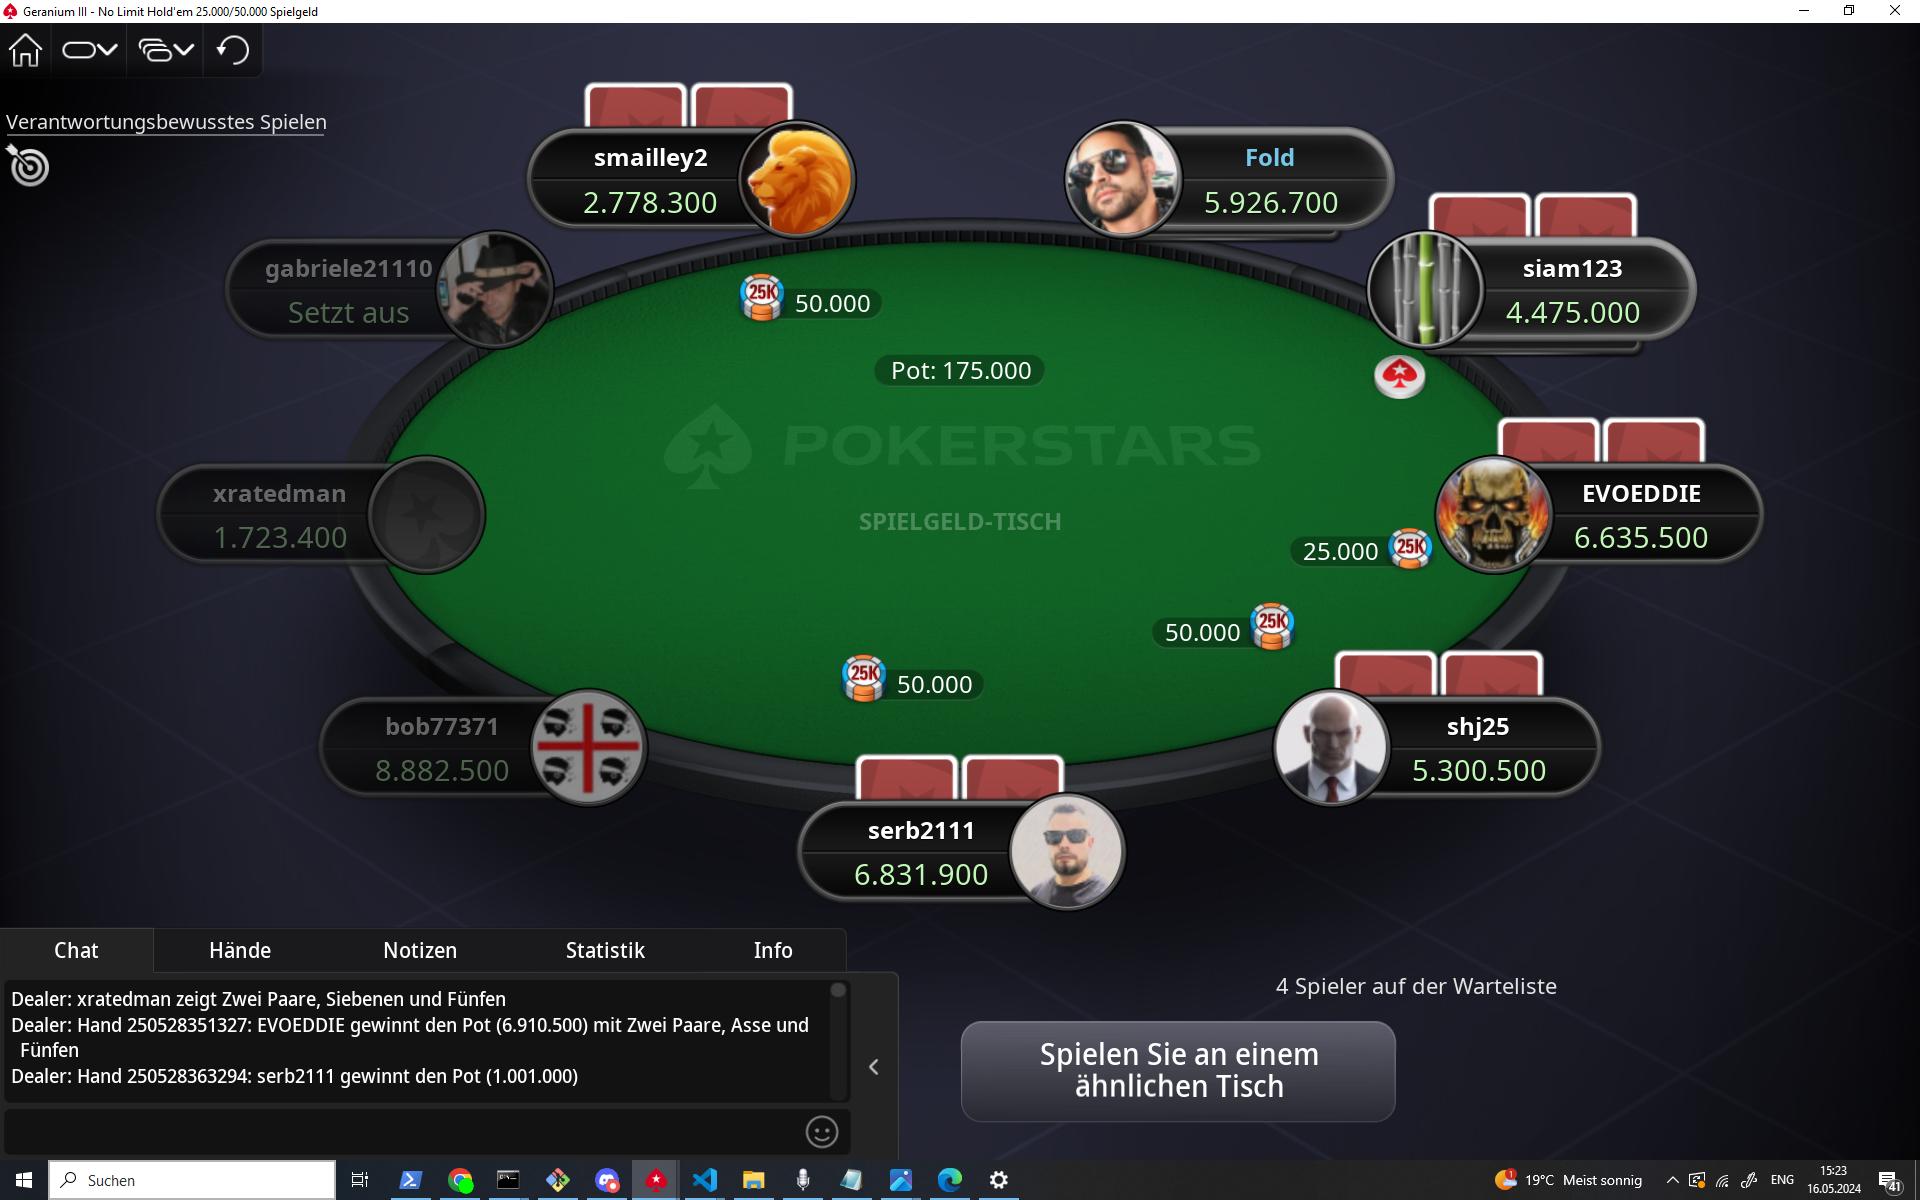 Geranium III - No Limit Hold'em 25.000/50.000 Spielgeld
Verantwortungsbewusstes Spielen
smailley2
2.778.300
Fold
5.926.700
gabriele21110
Setzt aus
siam123
4.475.000
25K
50.000
Pot: 175.000
POKERSTARS
SPIELGELD-TISCH
xratedman
1.723.400
EVOEDDIE
6.635.500
25.000
25K
50.000
25K
25K
50.000
bob77371
8.882.500
shj25
5.300.500
serb2111
6.831.900
Chat
Hände
Notizen
Statistik
Info
Dealer: xratedman zeigt Zwei Paare, Siebenen und Fünfen
Dealer: Hand 250528351327: EVOEDDIE gewinnt den Pot (6.910.500) mit Zwei Paare, Asse und
Fünfen
Dealer: Hand 250528363294: serb2111 gewinnt den Pot (1.001.000)
4 Spieler auf der Warteliste
Spielen Sie an einem
ähnlichen Tisch
Suchen
1
19°C Meist sonnig
ENG
15:23
16.05.2024
41